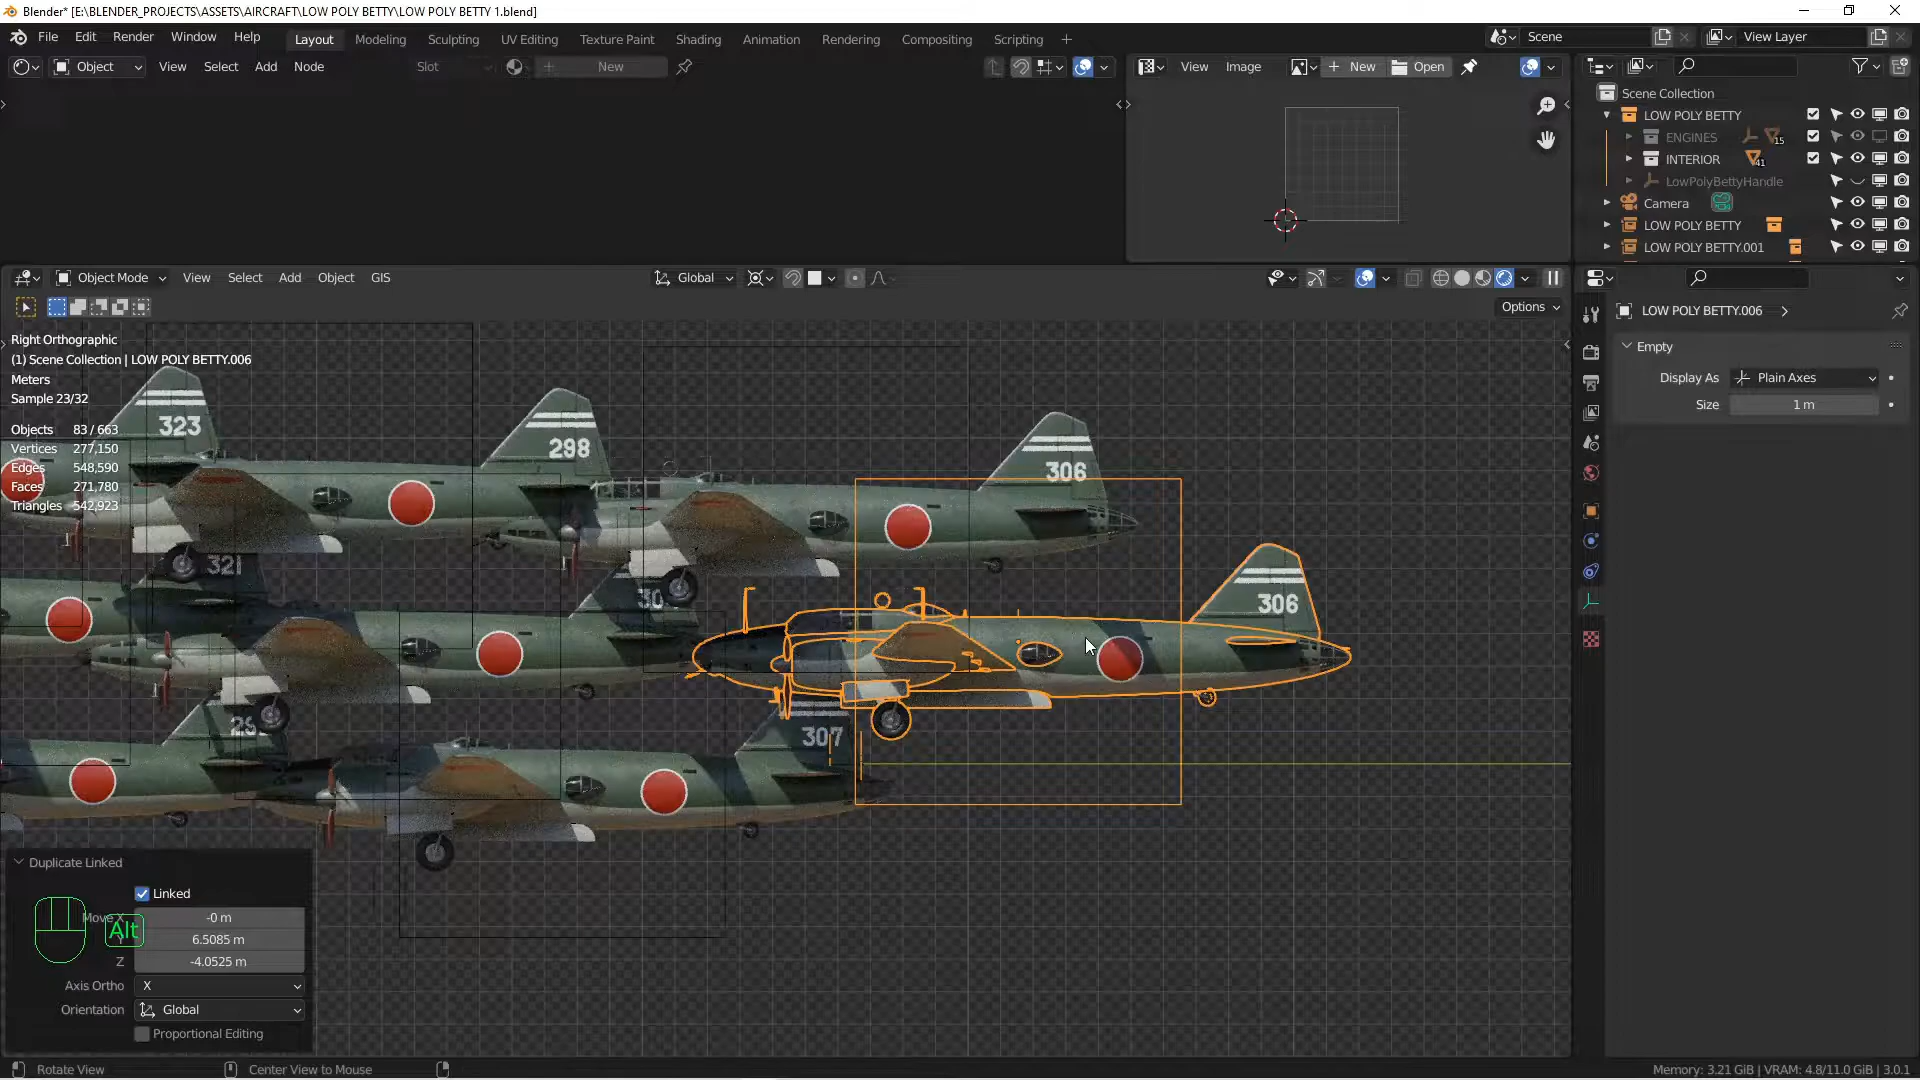 Blender* [E:\BLENDER_PROJECTS\ASSETS\AIRCRAFT\LOW POLY BETTY\LOW POLY BETTY 1.blend]
File Edit Render Window Help Layout Modeling Sculpting UV Editing Texture Paint Shading Animation Rendering Compositing Scripting + Scene View Layer
Object View Select Add Node Slot New View Image New Open
Scene Collection
LOW POLY BETTY
ENGINES 15
INTERIOR 41
LowPolyBettyHandle
Camera
LOW POLY BETTY
LOW POLY BETTY.001
Object Mode View Select Add Object GIS Global
Options
LOW POLY BETTY.006
Empty
Display As Plain Axes
Size 1 m
Right Orthographic
(1) Scene Collection | LOW POLY BETTY.006
Meters
Sample 23/32
Objects 83 / 663
Vertices 277,150
Edges 548,590
Faces 271,780
Triangles 542,923
323
298
306
321
30
306
307
Duplicate Linked
Linked
Move X -0 m
Alt
Y 6.5085 m
Z -4.0525 m
Axis Ortho X
Orientation Global
Proportional Editing
Rotate View Center View to Mouse Memory: 3.21 GiB | VRAM: 4.8/11.0 GiB | 3.0.1